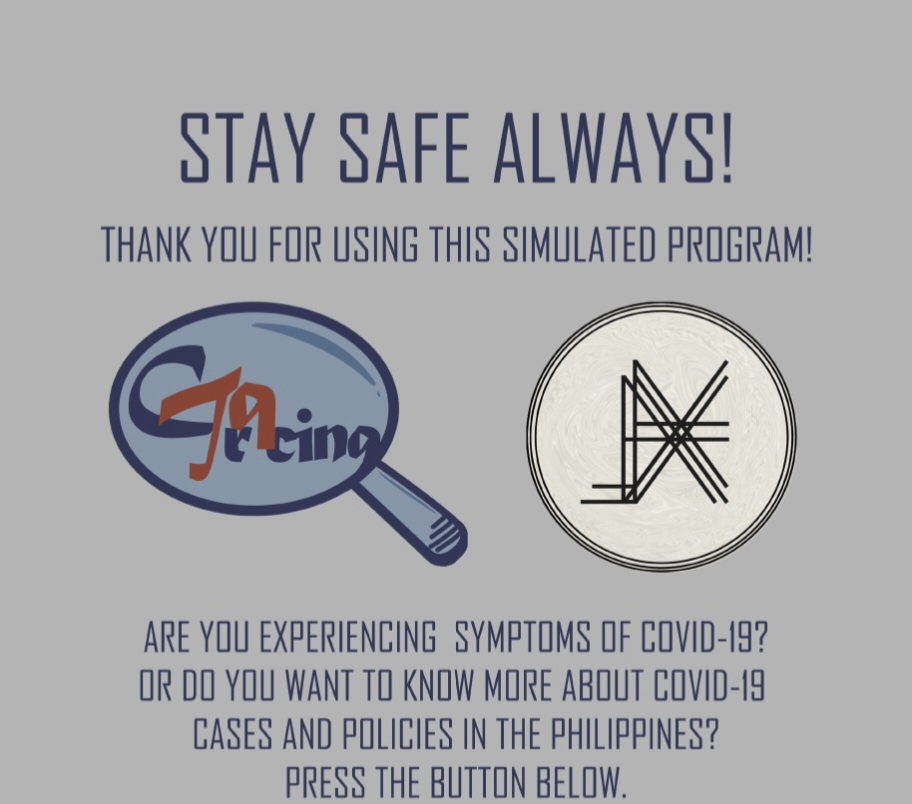 STAY SAFE ALWAYS!
THANK YOU FOR USING THIS SIMULATED PROGRAM!
ARE YOU EXPERIENCING SYMPTOMS OF COVID-19?
OR DO YOU WANT TO KNOW MORE ABOUT COVID-19
CASES AND POLICIES IN THE PHILIPPINES?
PRESS THE BUTTON BELOW.